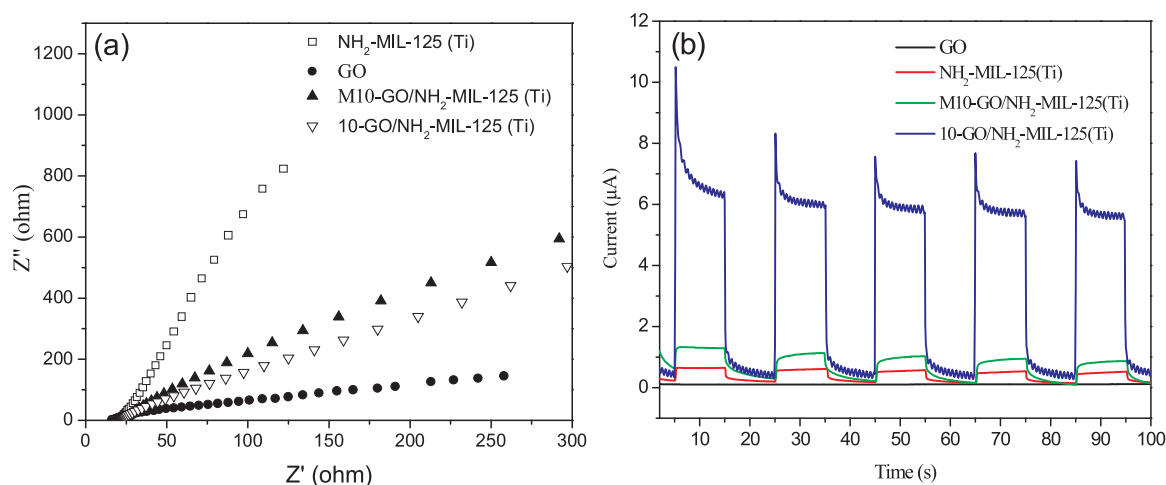 (a)
NH2-MIL-125 (Ti)
GO
M10-GO/NH2-MIL-125 (Ti)
10-GO/NH2-MIL-125 (Ti)
1200
1000
800
600
400
200
0
Z'' (ohm)
0 50 100 150 200 250 300
Z' (ohm)
(b)
GO
NH2-MIL-125(Ti)
M10-GO/NH2-MIL-125(Ti)
10-GO/NH2-MIL-125(Ti)
12
10
8
6
4
2
0
Current (μA)
10 20 30 40 50 60 70 80 90 100
Time (s)